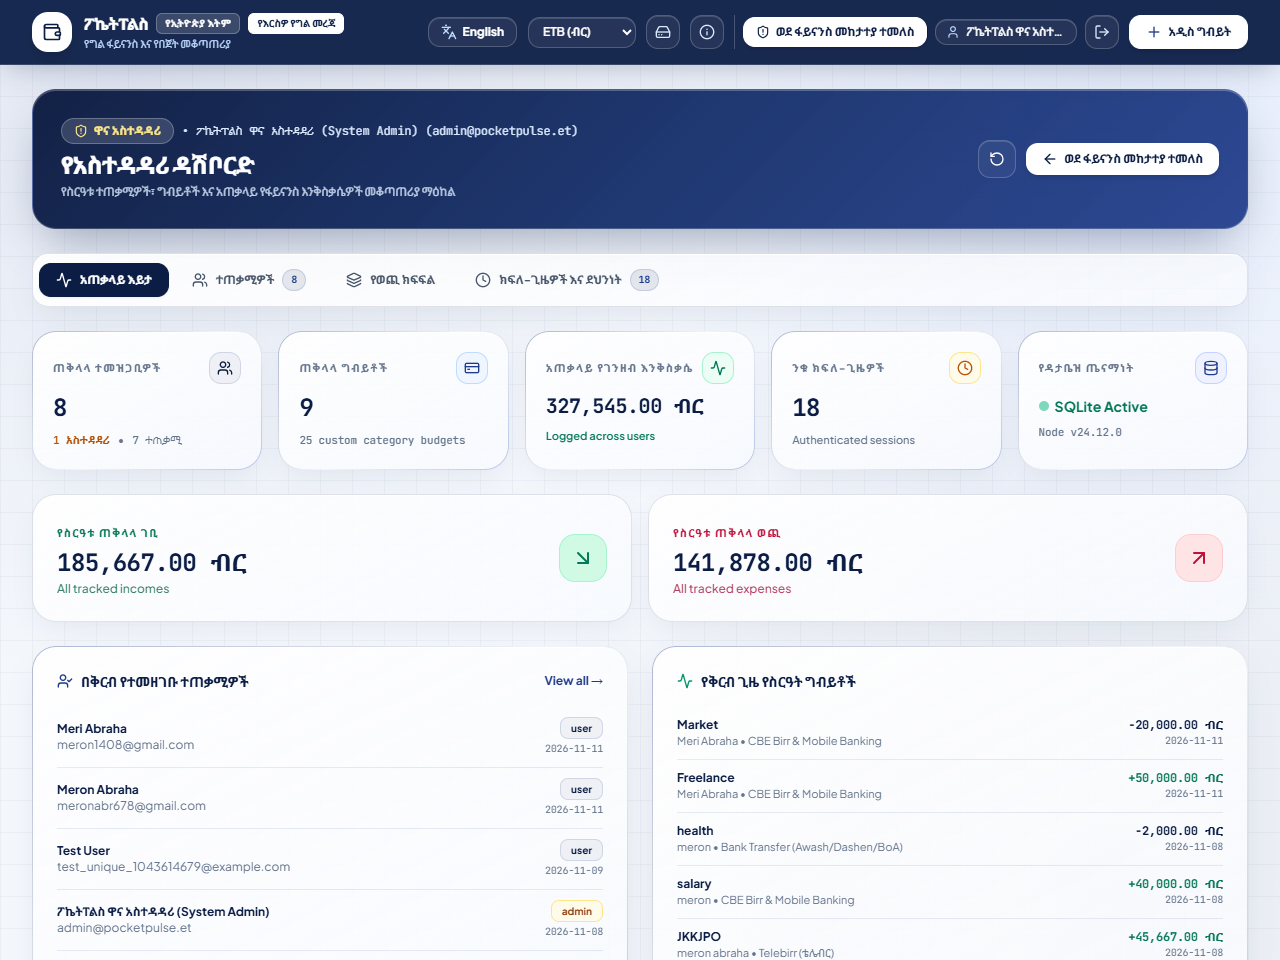 ፖኬትፐልስ የኢትዮጵያ አትም የእርስዎ የግል መረጃ
የግል ፋይናንስ እና የበጀት መቆጣጠሪያ
English ETB (ብር) ወደ ፋይናንስ መከታተያ ተመለስ ፖኬትፐልስ ዋና አስተ... አዲስ ግብይት
ዋና አስተዳዳሪ • ፖኬትፐልስ ዋና አስተዳዳሪ (System Admin) (admin@pocketpulse.et)
የአስተዳዳሪ ዳሽቦርድ
የስርዓቱ ተጠቃሚዎች፣ ግብይቶች እና አጠቃላይ የፋይናንስ እንቅስቃሴዎች መቆጣጠሪያ ማዕከል
ወደ ፋይናንስ መከታተያ ተመለስ
አጠቃላይ እይታ ተጠቃሚዎች 8 የወጪ ክፍፍል ክፍለ-ጊዜዎች እና ደህንነት 18
ጠቅላላ ተመዝጋቢዎች
8
1 አስተዳዳሪ • 7 ተጠቃሚ
ጠቅላላ ግብይቶች
9
25 custom category budgets
አጠቃላይ የገንዘብ እንቅስቃሴ
327,545.00 ብር
Logged across users
ንቁ ክፍለ-ጊዜዎች
18
Authenticated sessions
የዳታቤዝ ጤናማነት
SQLite Active
Node v24.12.0
የስርዓቱ ጠቅላላ ገቢ
185,667.00 ብር
All tracked incomes
የስርዓቱ ጠቅላላ ወጪ
141,878.00 ብር
All tracked expenses
በቅርብ የተመዘገቡ ተጠቃሚዎች View all →
Meri Abraha user
meron1408@gmail.com 2026-11-11
Meron Abraha user
meronabr678@gmail.com 2026-11-11
Test User user
test_unique_1043614679@example.com 2026-11-09
ፖኬትፐልስ ዋና አስተዳዳሪ (System Admin) admin
admin@pocketpulse.et 2026-11-08
የቅርብ ጊዜ የስርዓት ግብይቶች
Market -20,000.00 ብር
Meri Abraha • CBE Birr & Mobile Banking 2026-11-11
Freelance +50,000.00 ብር
Meri Abraha • CBE Birr & Mobile Banking 2026-11-11
health -2,000.00 ብር
meron • Bank Transfer (Awash/Dashen/BoA) 2026-11-08
salary +40,000.00 ብር
meron • CBE Birr & Mobile Banking 2026-11-08
JKKJPO +45,667.00 ብር
meron abraha • Telebirr (ቴሌብር) 2026-11-08